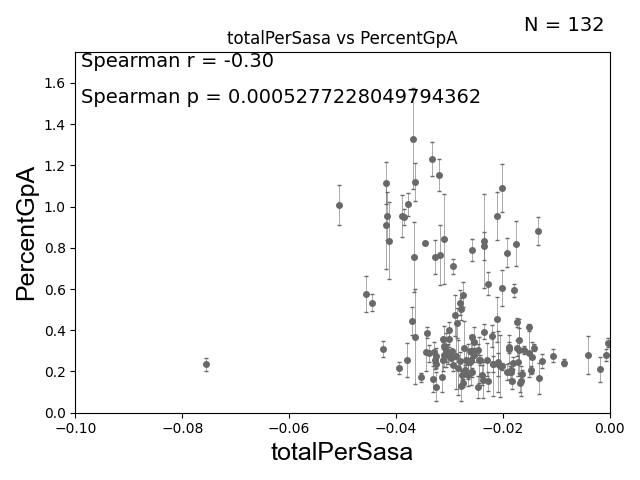 N = 132
totalPerSasa vs PercentGpA
Spearman r = -0.30
Spearman p = 0.0005277228049794362
1.6
1.4
1.2
1.0
0.8
0.6
0.4
0.2
0.0
PercentGpA
−0.10
−0.08
−0.06
−0.04
−0.02
0.00
totalPerSasa